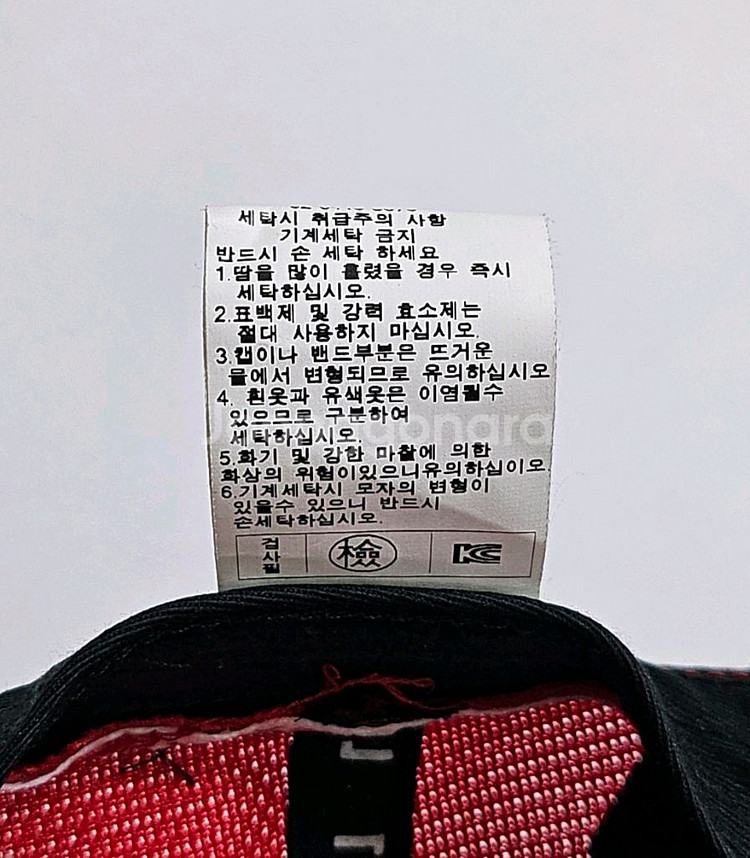 세탁시 취급주의 사항
기계세탁 금지
반드시 손 세탁 하세요
1.땀을 많이 흘렸을 경우 즉시
세탁하십시오.
2.표백제 및 강력 효소제는
절대 사용하지 마십시오.
3.캡이나 밴드부분은 뜨거운
물에서 변형되므로 유의하십시오
4. 흰옷과 유색옷은 이염될수
있으므로 구분하여
세탁하십시오.
5.화기 및 강한 마찰에 의한
화상의 위험이있으니유의하십이오.
6.기계세탁시 모자의 변형이
있을수 있으니 반드시
손세탁하십시오.
검사필
檢
KC